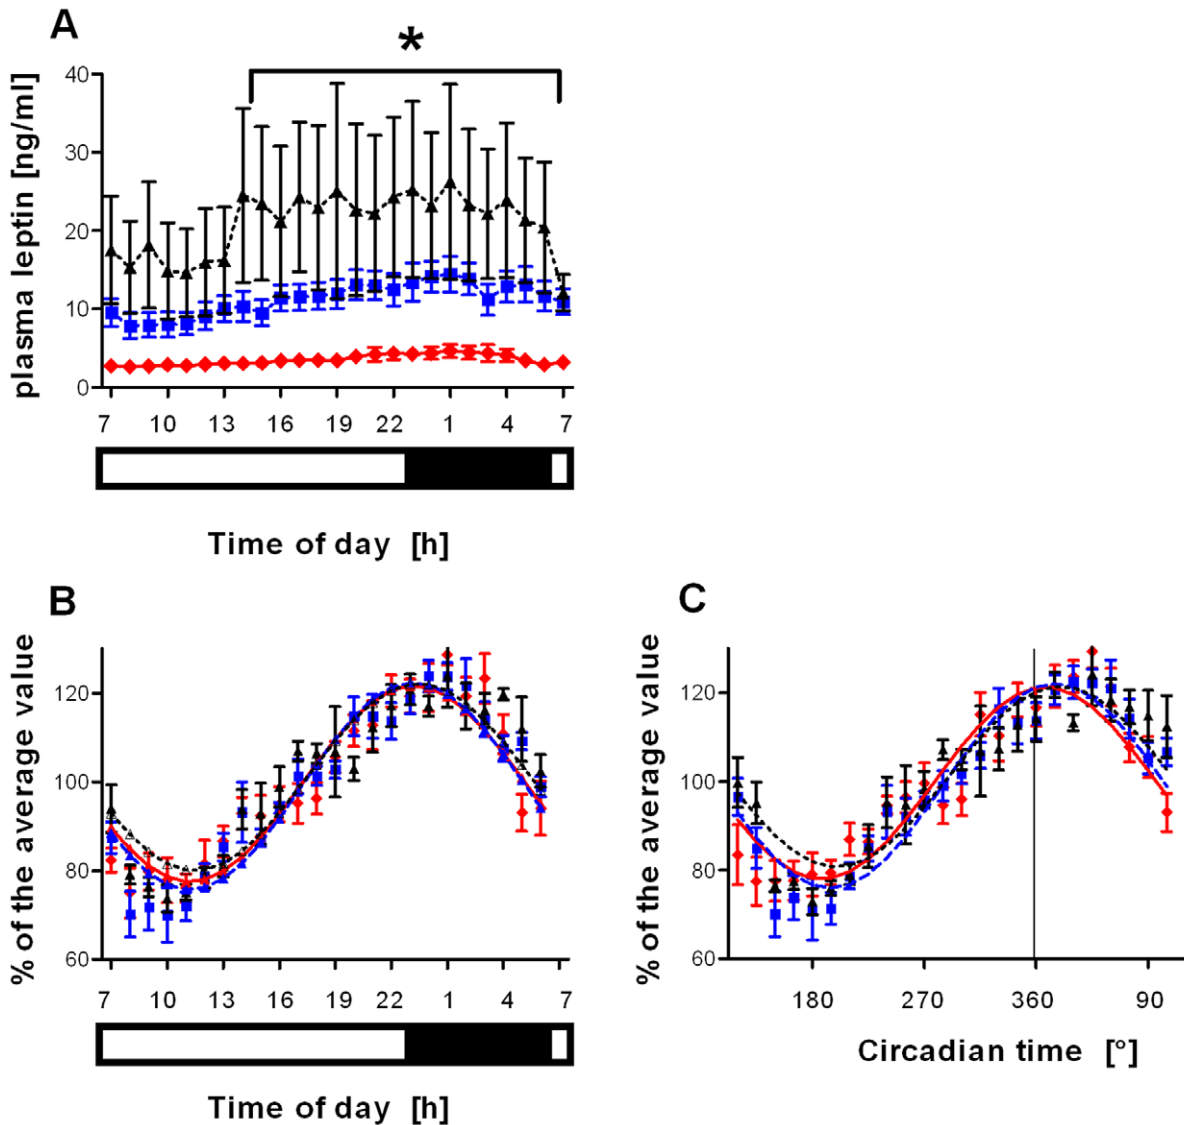 A
*
plasma leptin [ng/ml]
40
30
20
10
0
7 10 13 16 19 22 1 4 7
Time of day [h]
B
% of the average value
120
100
80
60
7 10 13 16 19 22 1 4 7
Time of day [h]
C
% of the average value
120
100
80
60
180 270 360 90
Circadian time [°]